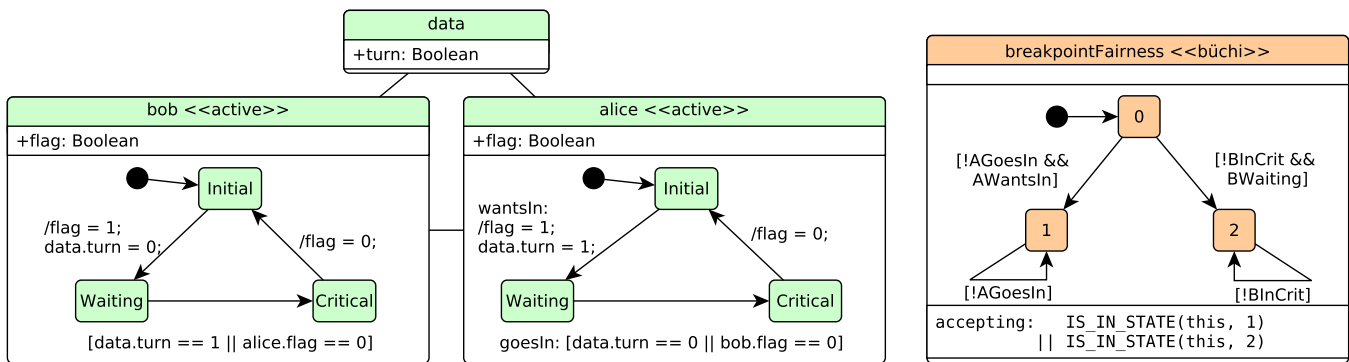 data
+turn: Boolean
bob <<active>>
+flag: Boolean
Initial
/flag = 1;
data.turn = 0;
/flag = 0;
Waiting
Critical
[data.turn == 1 || alice.flag == 0]
alice <<active>>
+flag: Boolean
Initial
wantsIn:
/flag = 1;
data.turn = 1;
/flag = 0;
Waiting
Critical
goesIn: [data.turn == 0 || bob.flag == 0]
breakpointFairness <<büchi>>
0
[!AGoesIn &&
AWantsIn]
[!BInCrit &&
BWaiting]
1
2
[!AGoesIn]
[!BInCrit]
accepting: IS_IN_STATE(this, 1)
|| IS_IN_STATE(this, 2)